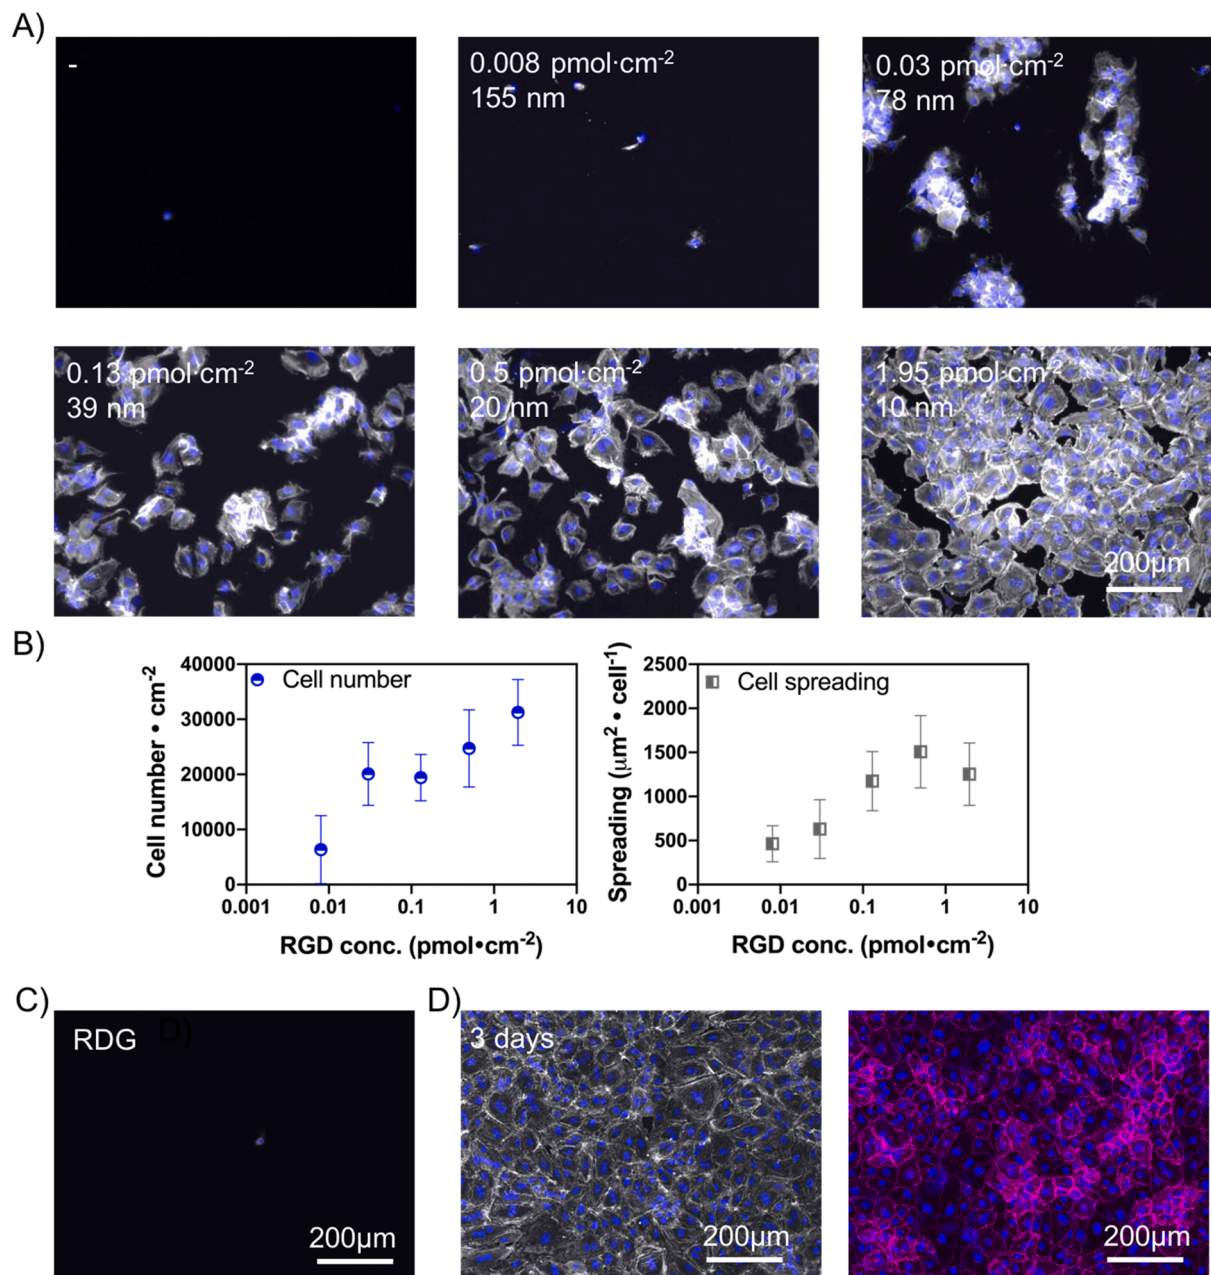 A)
-
0.008 pmol·cm-2
155 nm
0.03 pmol·cm-2
78 nm
0.13 pmol·cm-2
39 nm
0.5 pmol·cm-2
20 nm
1.95 pmol·cm-2
10 nm
200µm
B)
Cell number • cm-2
40000
30000
20000
10000
0
Cell number
0.001
0.01
0.1
1
10
RGD conc. (pmol•cm-2)
Spreading (µm2 • cell-1)
2500
2000
1500
1000
500
0
Cell spreading
0.001
0.01
0.1
1
10
RGD conc. (pmol•cm-2)
C)
RDG
D)
200µm
D)
3 days
200µm
200µm